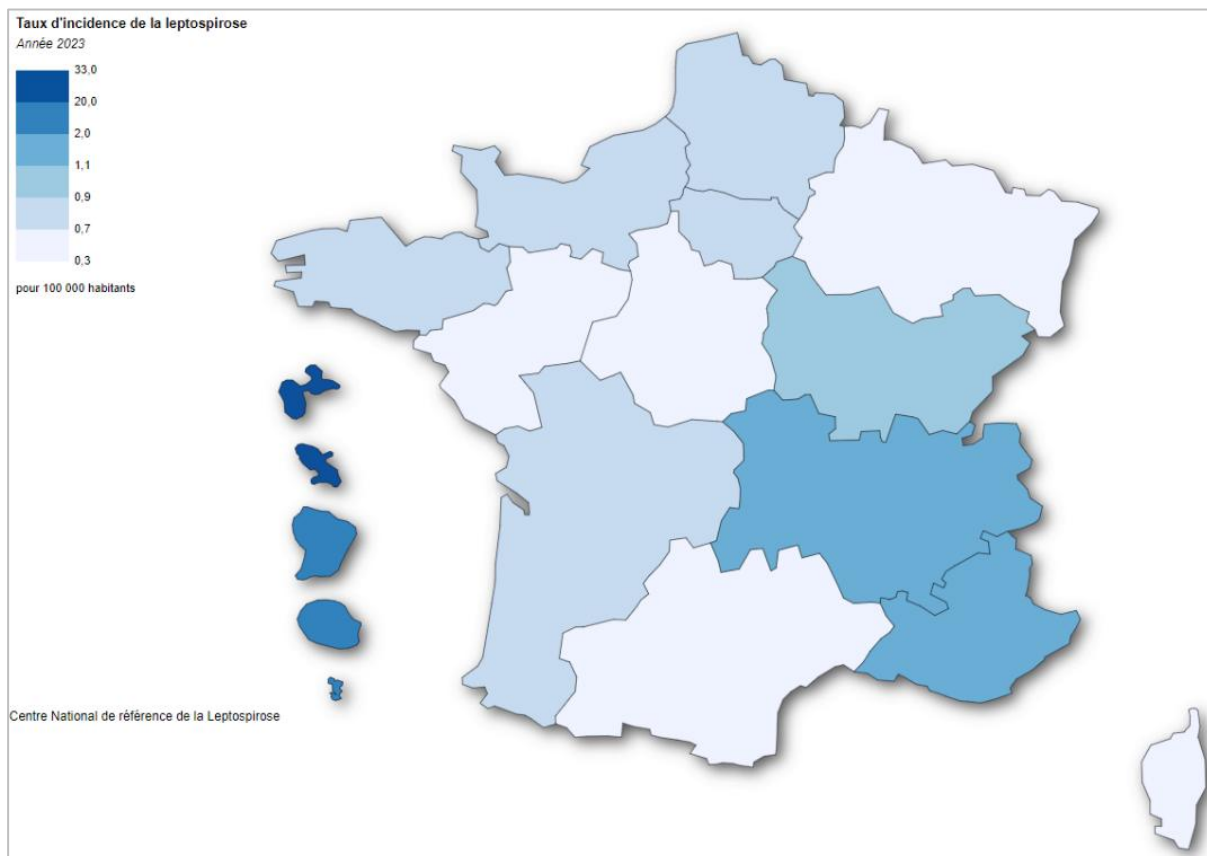 Taux d'incidence de la leptospirose
Année 2023
33,0
20,0
2,0
1,1
0,9
0,7
0,3
pour 100 000 habitants
Centre National de référence de la Leptospirose